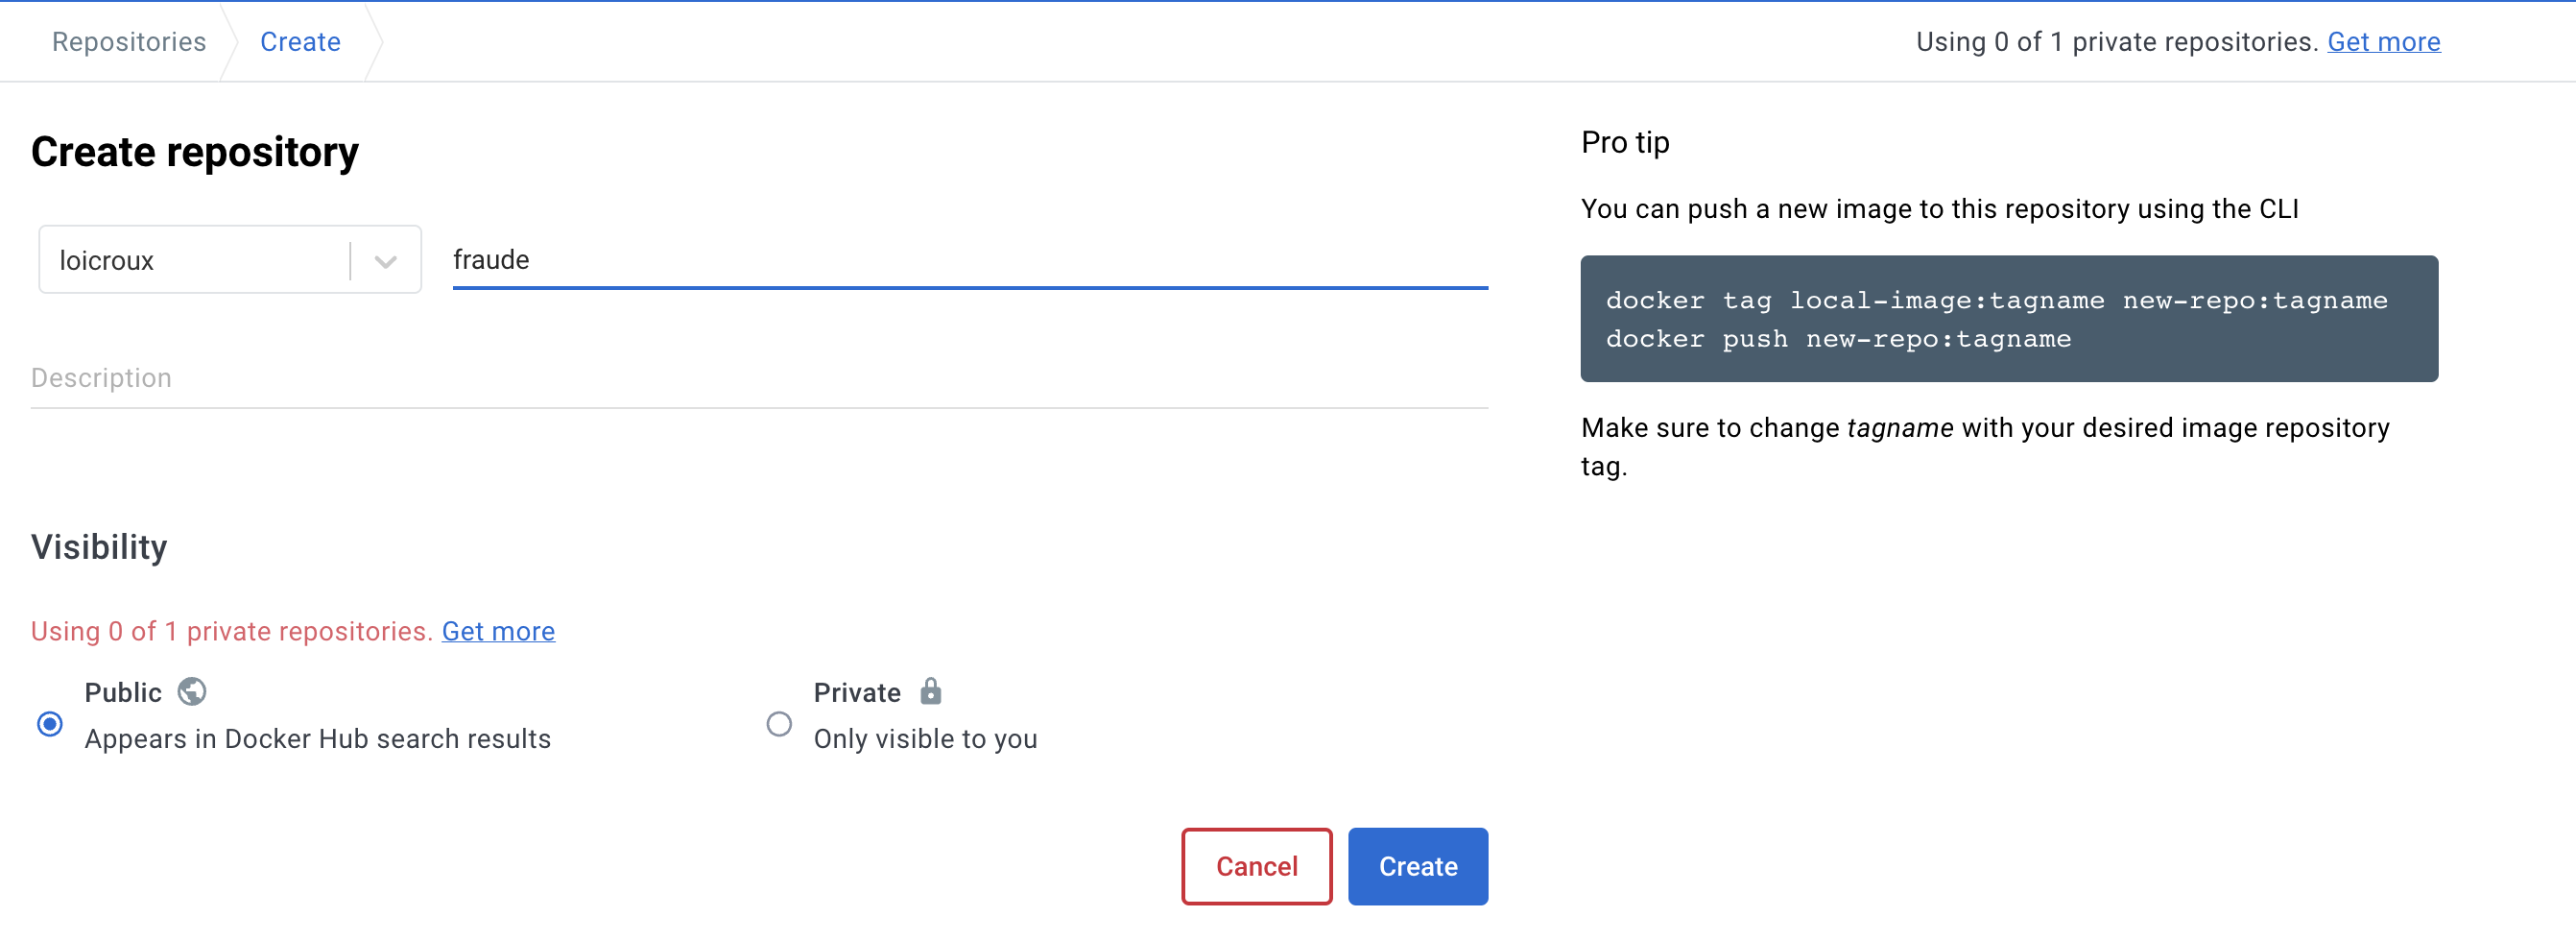 Repositories Create Using 0 of 1 private repositories. Get more
Create repository
loicroux fraude
Description
Visibility
Using 0 of 1 private repositories. Get more
Public Private
Appears in Docker Hub search results Only visible to you
Cancel Create
Pro tip
You can push a new image to this repository using the CLI
docker tag local-image:tagname new-repo:tagname
docker push new-repo:tagname
Make sure to change tagname with your desired image repository
tag.